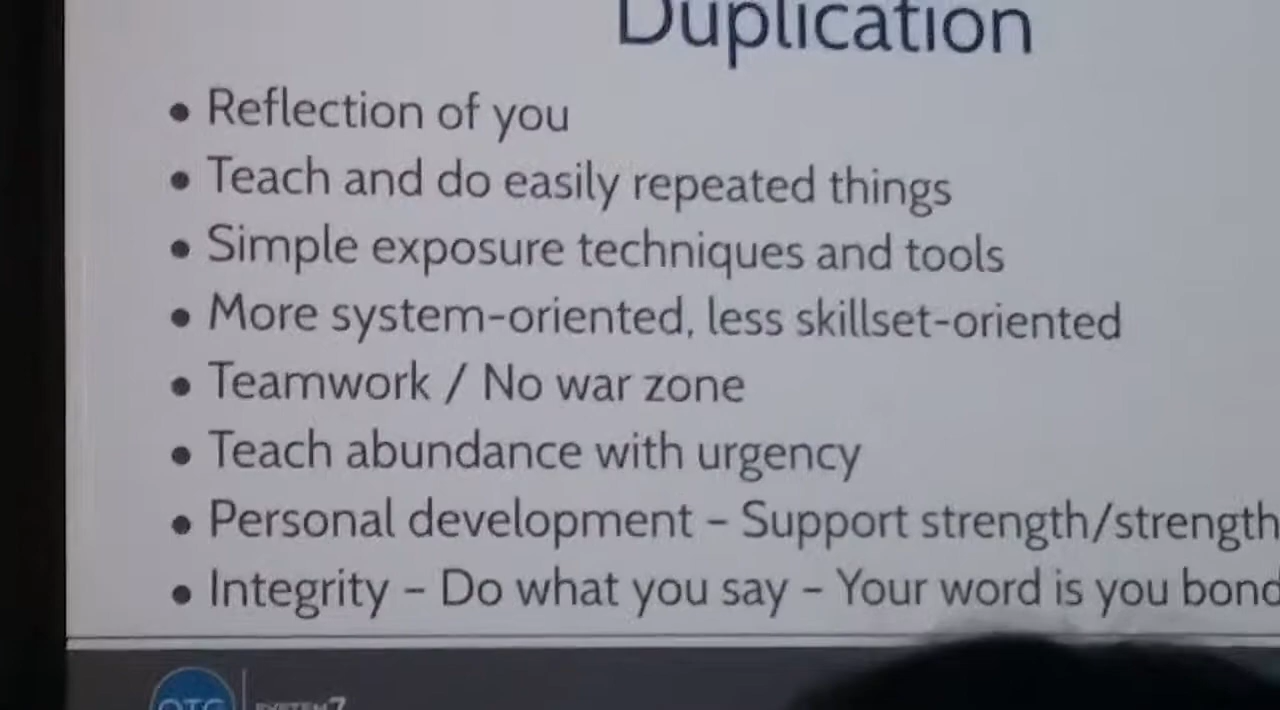 Duplication
• Reflection of you
• Teach and do easily repeated things
• Simple exposure techniques and tools
• More system-oriented, less skillset-oriented
• Teamwork / No war zone
• Teach abundance with urgency
• Personal development – Support strength/strength
• Integrity – Do what you say – Your word is you bond